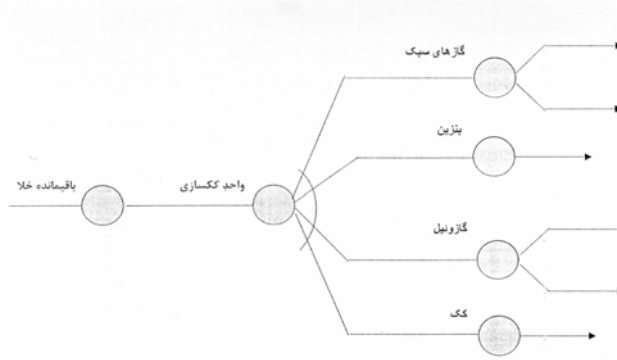 گازهای سبک
بنزین
واحد ککسازی
باقیمانده خلا
گازوئیل
کک